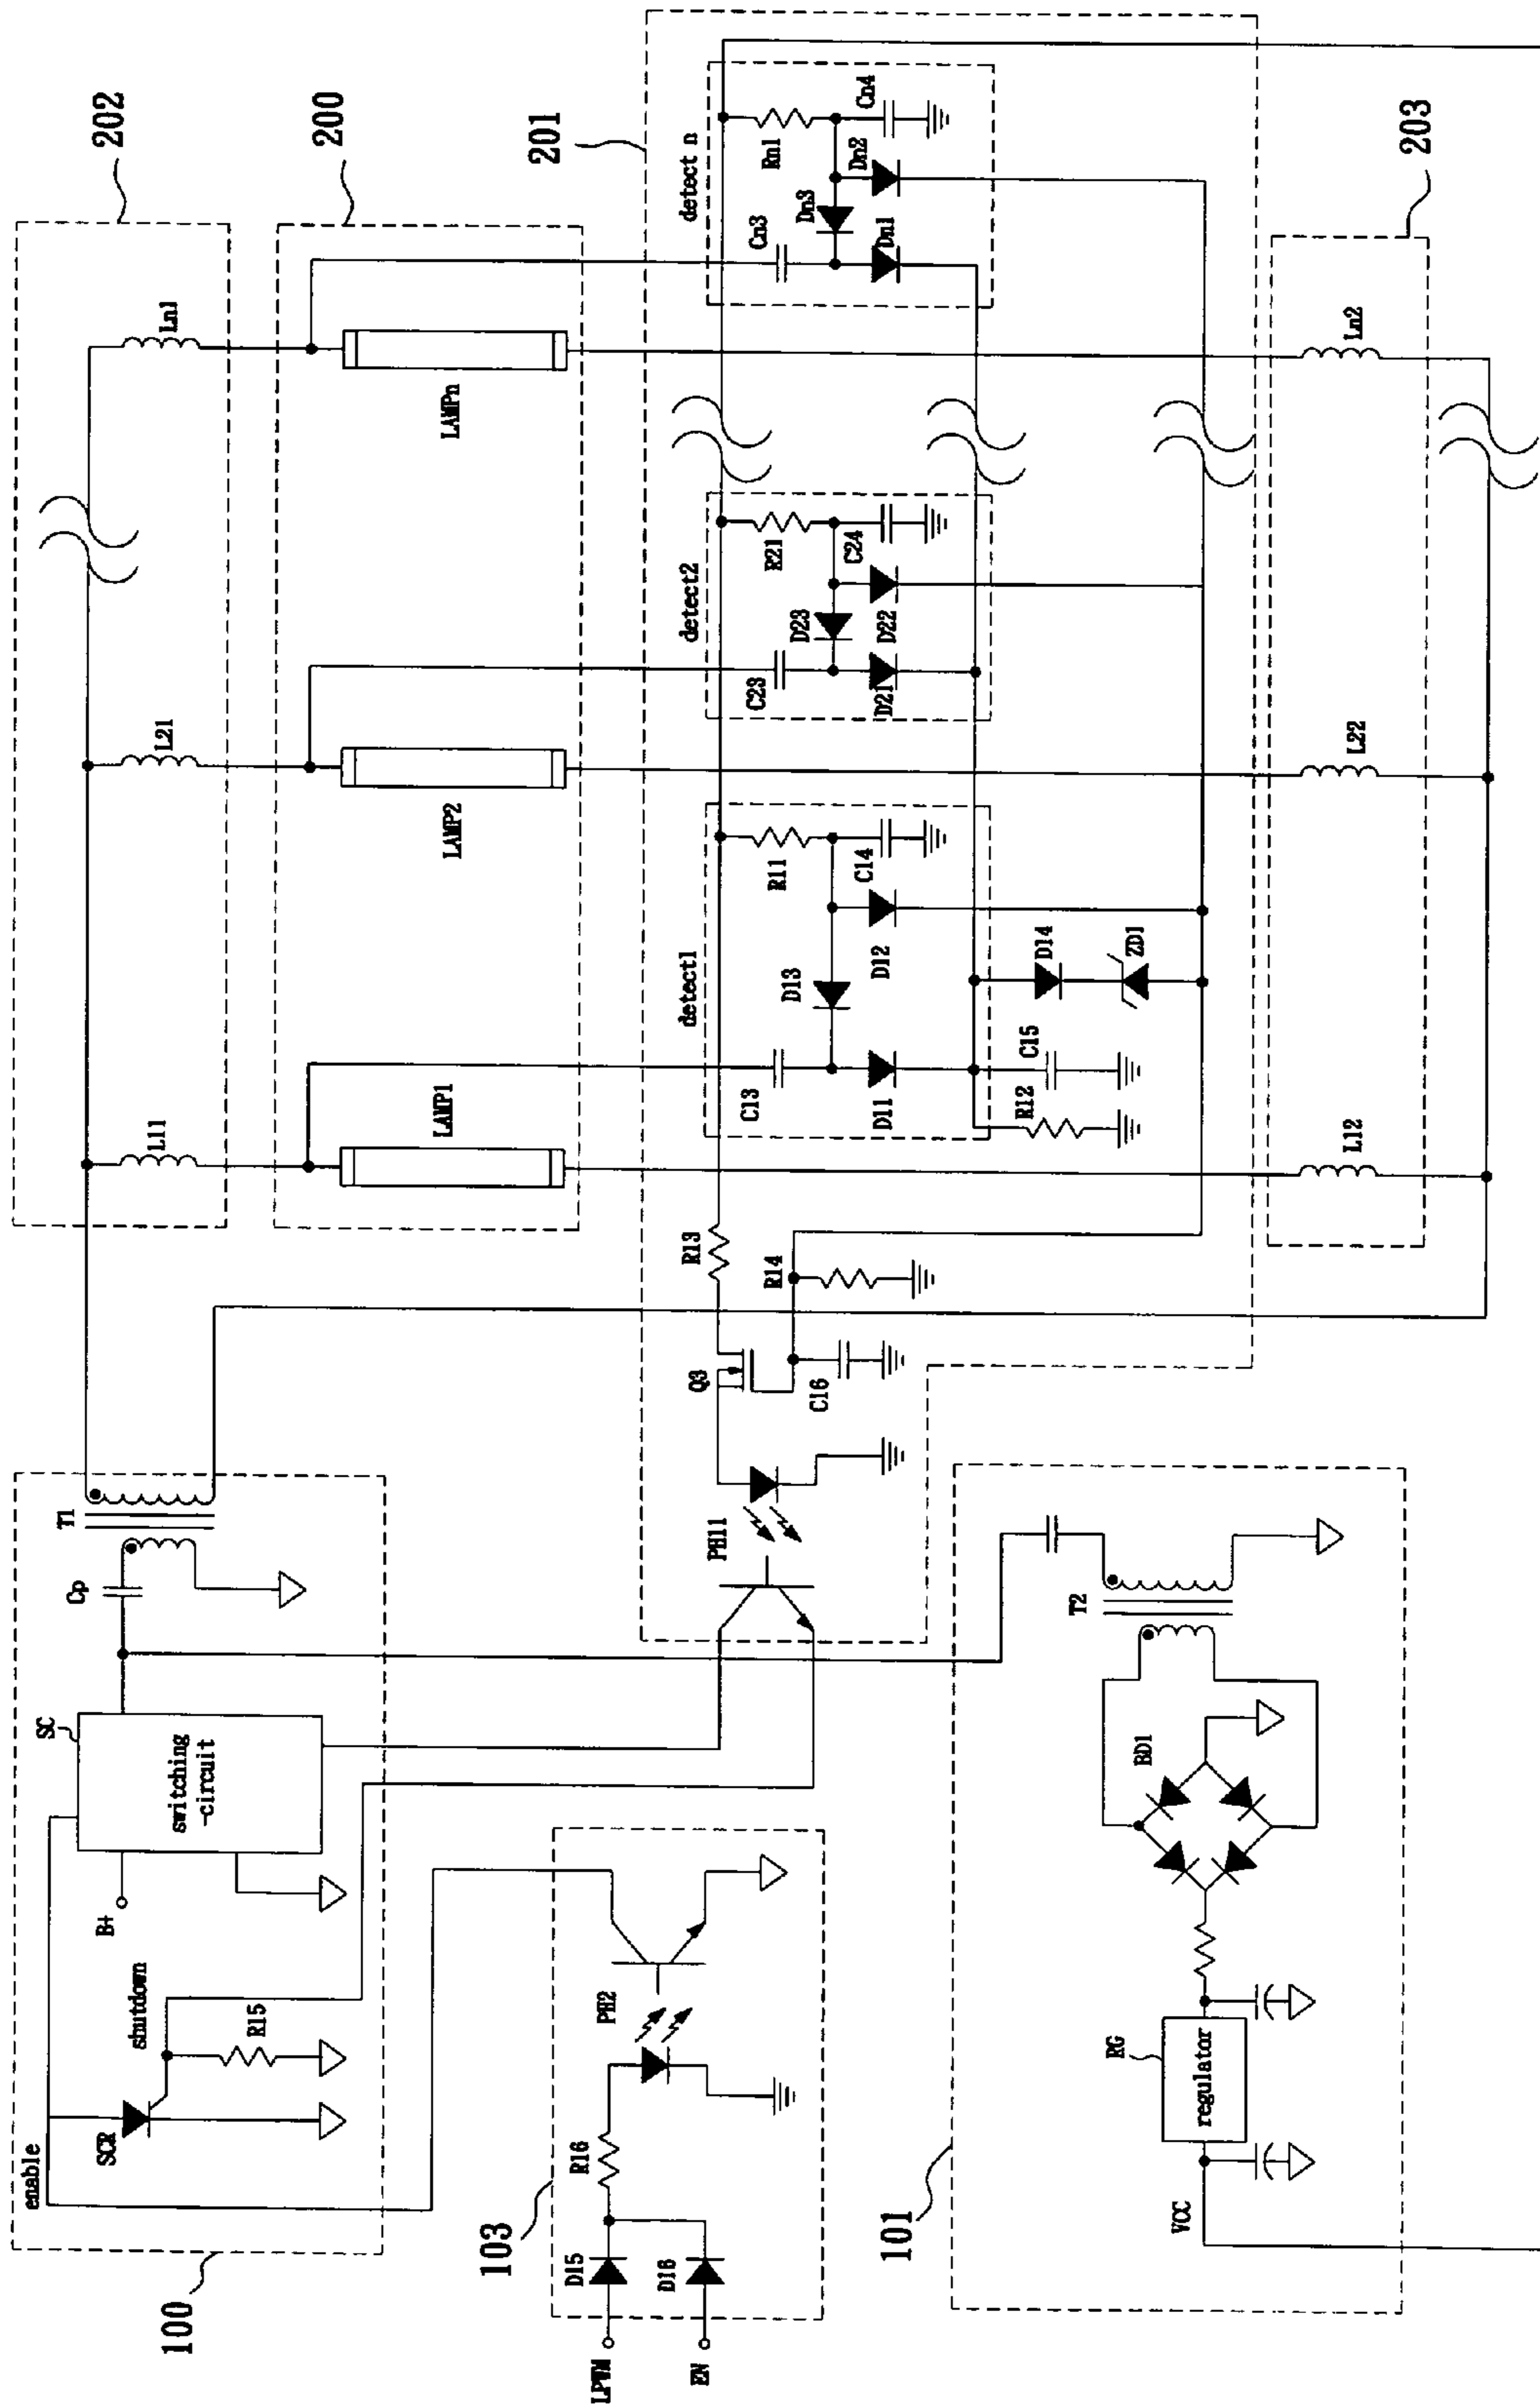 202
Ln1
L21
L11
200
LAMPn
LAMP2
LAMP1
201
detect n
Rn1
Cn4
Cn3
Dn3
Dn2
Dn1
detect2
R21
C24
C23
D23
D22
D21
detect1
R11
C14
C13
D13
D12
D11
D14
ZD1
C15
R12
R13
R14
Q3
C16
PH11
203
Ln2
L22
L12
100
T1
Cp
SC
switching
-circuit
B+
shutdown
R15
SCR
enable
103
PH2
R16
D15
D16
LPWM
EN
101
T2
BD1
RG
regulator
VCC